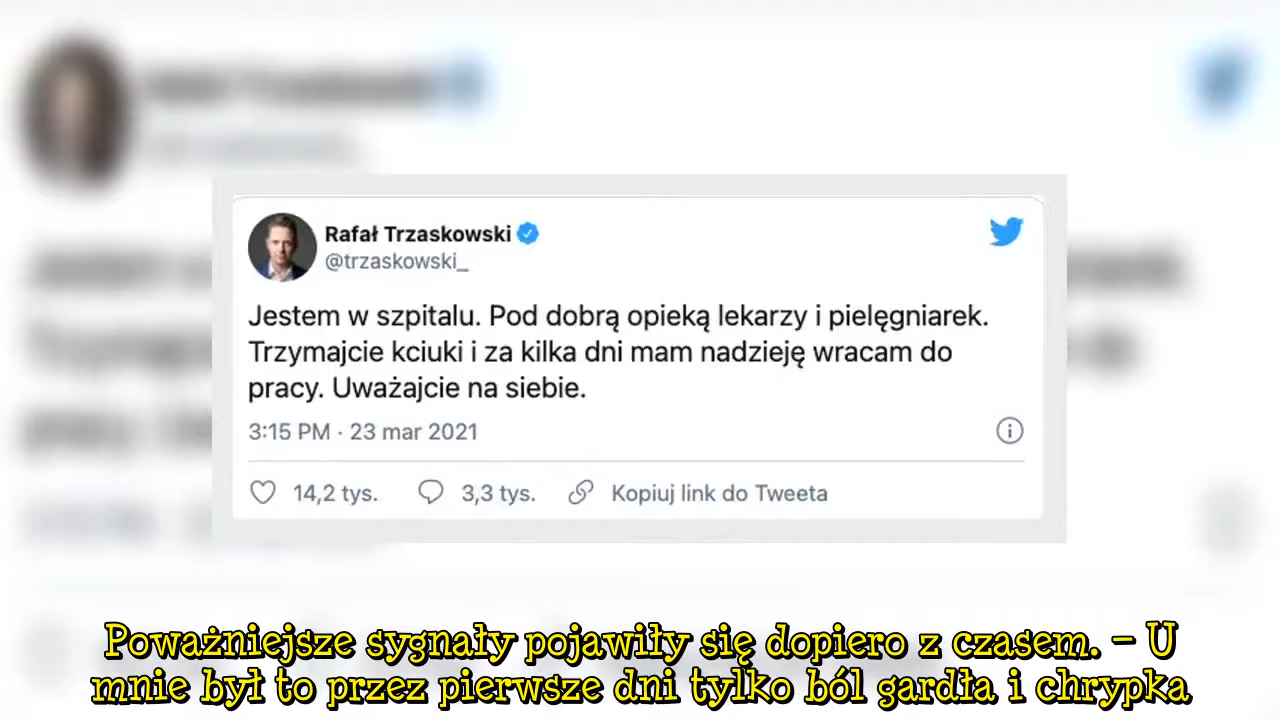 Rafał Trzaskowski
@trzaskowski_
Jestem w szpitalu. Pod dobrą opieką lekarzy i pielęgniarek.
Trzymajcie kciuki i za kilka dni mam nadzieję wracam do
pracy. Uważajcie na siebie.
3:15 PM · 23 mar 2021
14,2 tys. 3,3 tys. Kopiuj link do Tweeta
Poważniejsze sygnały pojawiły się dopiero z czasem. – U
mnie był to przez pierwsze dni tylko ból gardła i chrypka